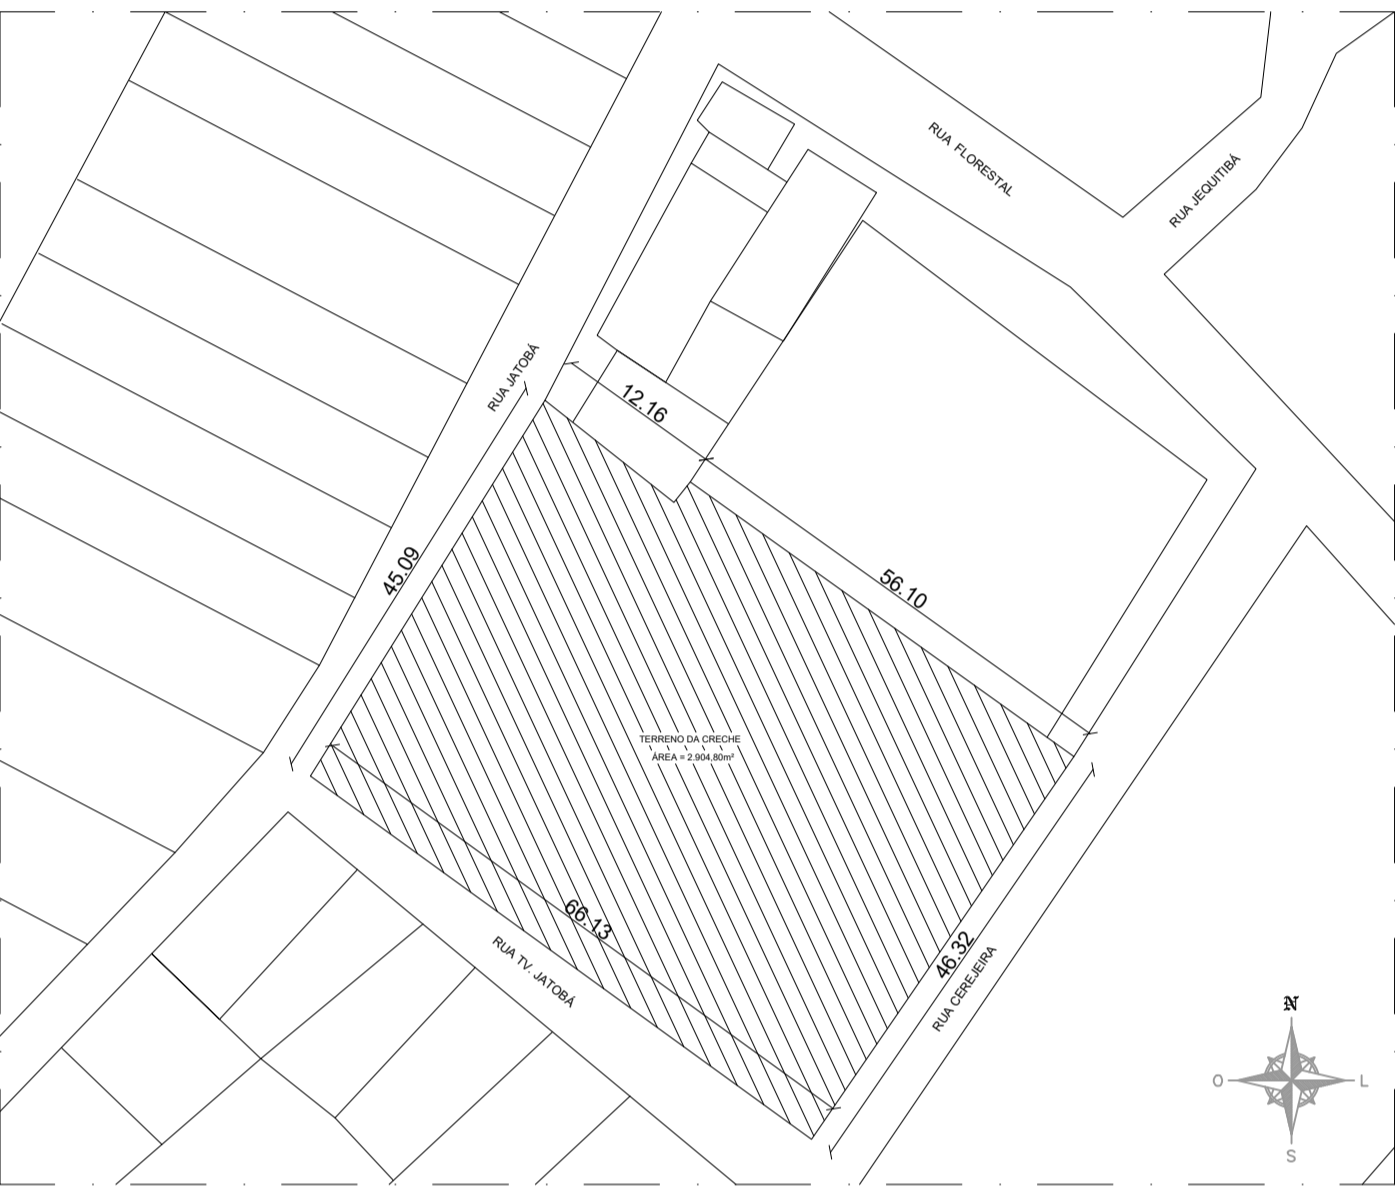 RUA FLORESTAL
RUA JEQUITIBÁ
RUA JATOBÁ
12.16
45.09
56.10
TERRENO DA CRECHE
ÁREA = 2.904,80m²
66.13
RUA TV. JATOBÁ
46.32
RUA CEREJEIRA
N
O
L
S